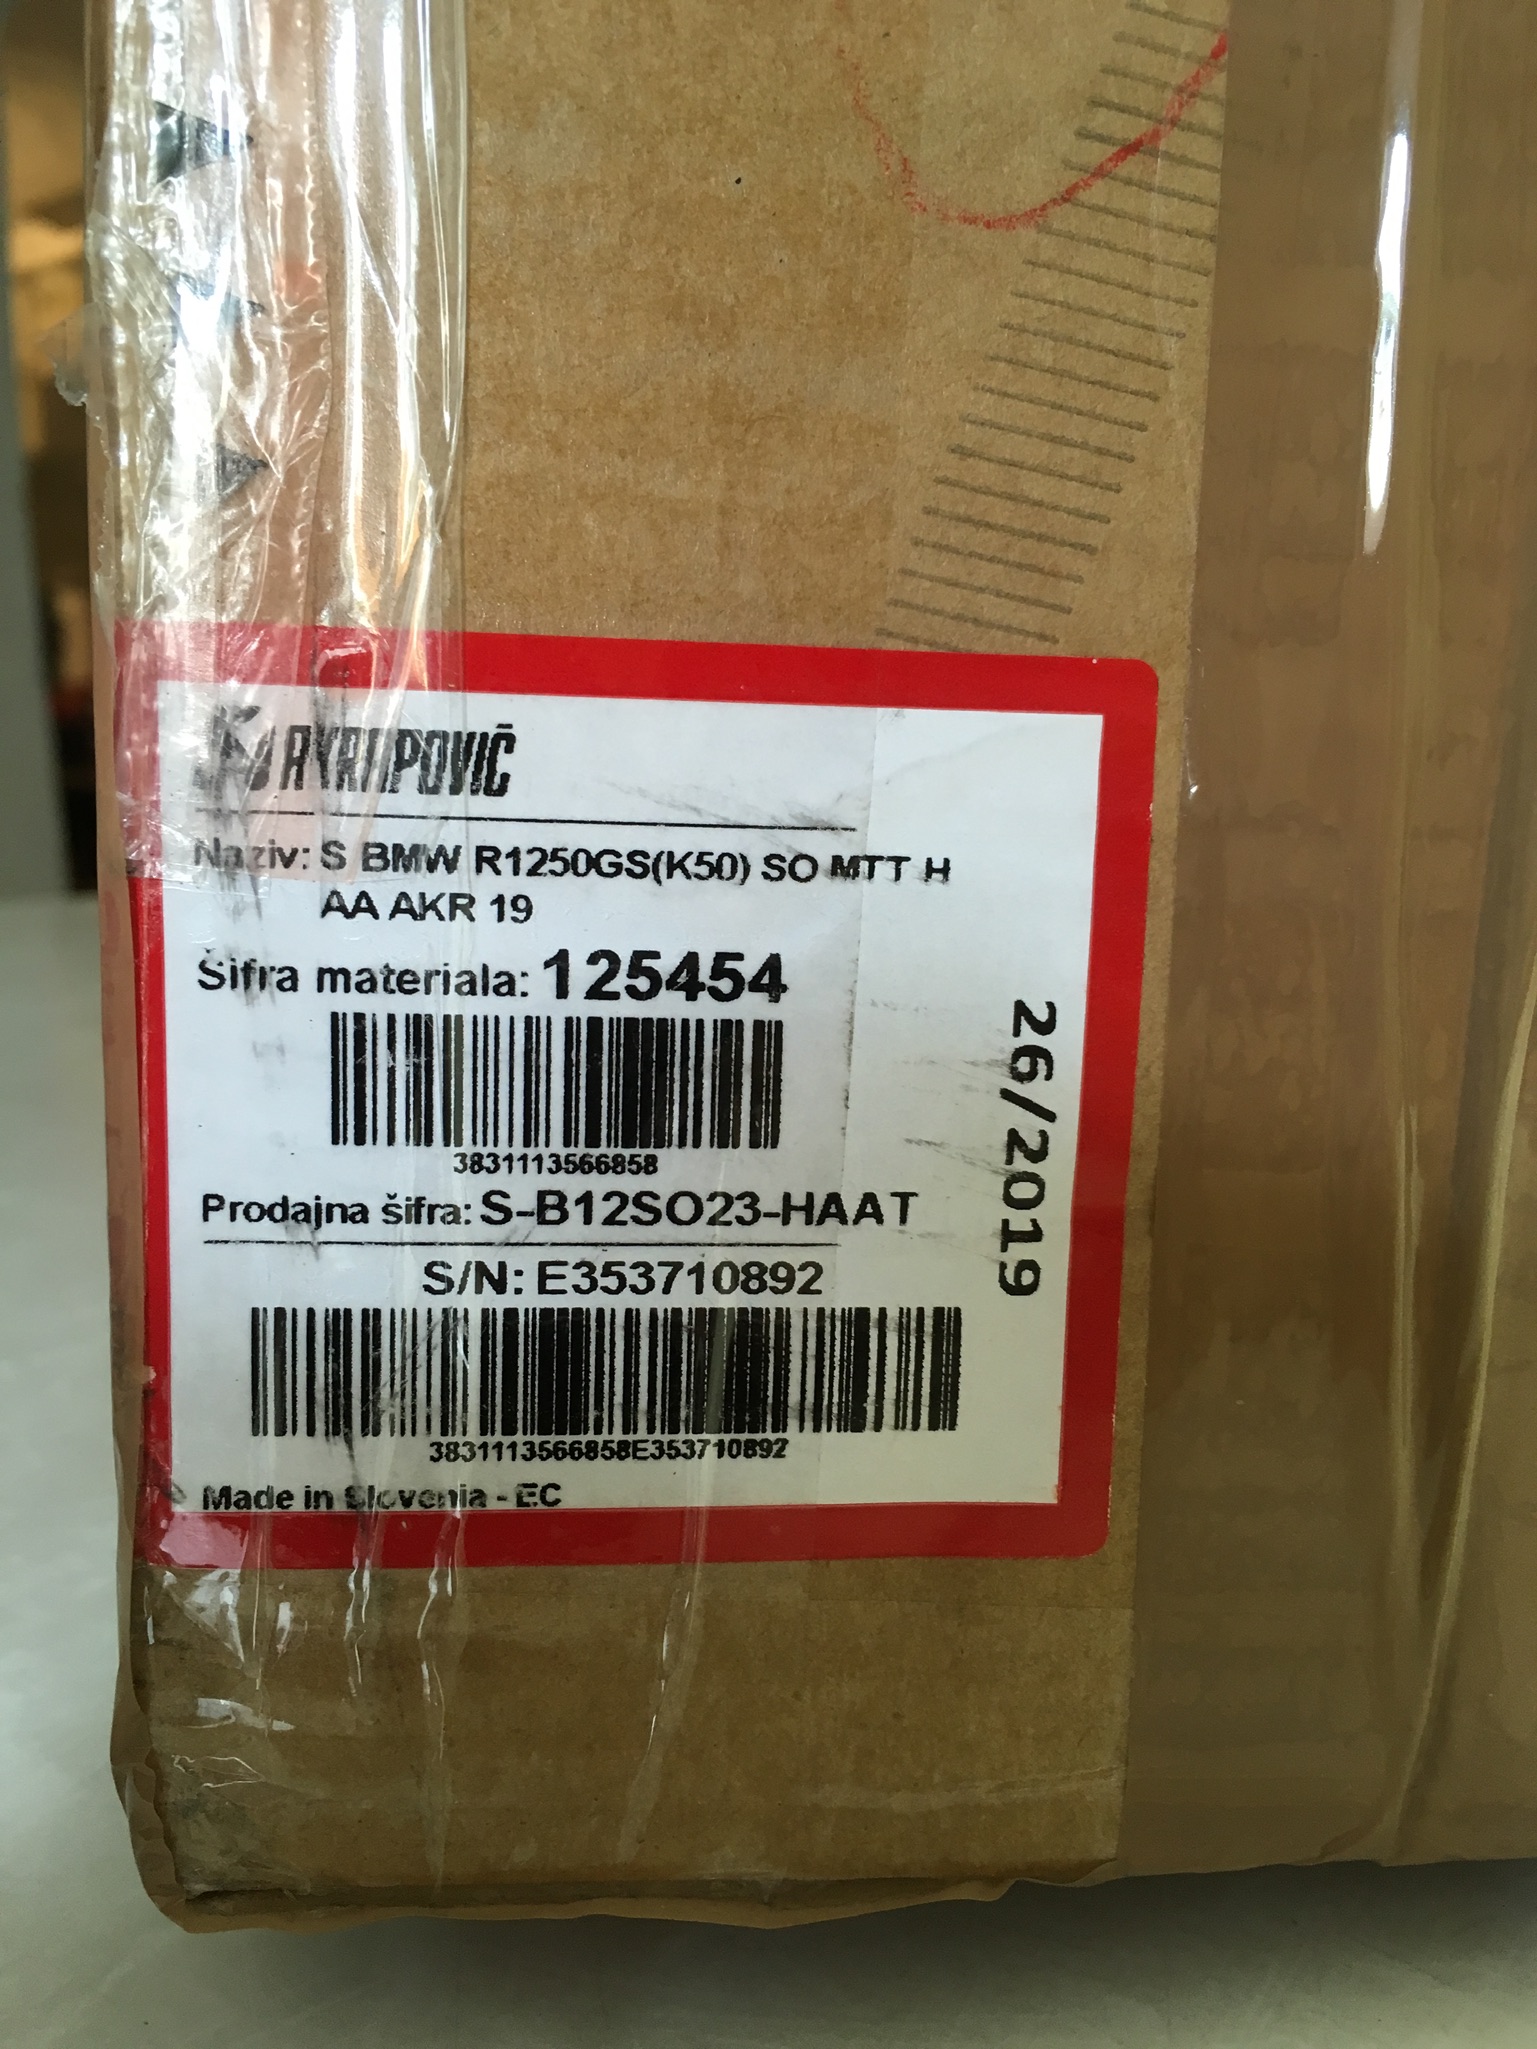 AKRAPOVIČ
Naziv: S BMW R1250GS(K50) SO MTT H
AA AKR 19
Šifra materiala: 125454
3831113566858
Prodajna šifra: S-B12SO23-HAAT
S/N: E353710892
3831113566858E353710892
Made in Slovenia - EC
26/2019